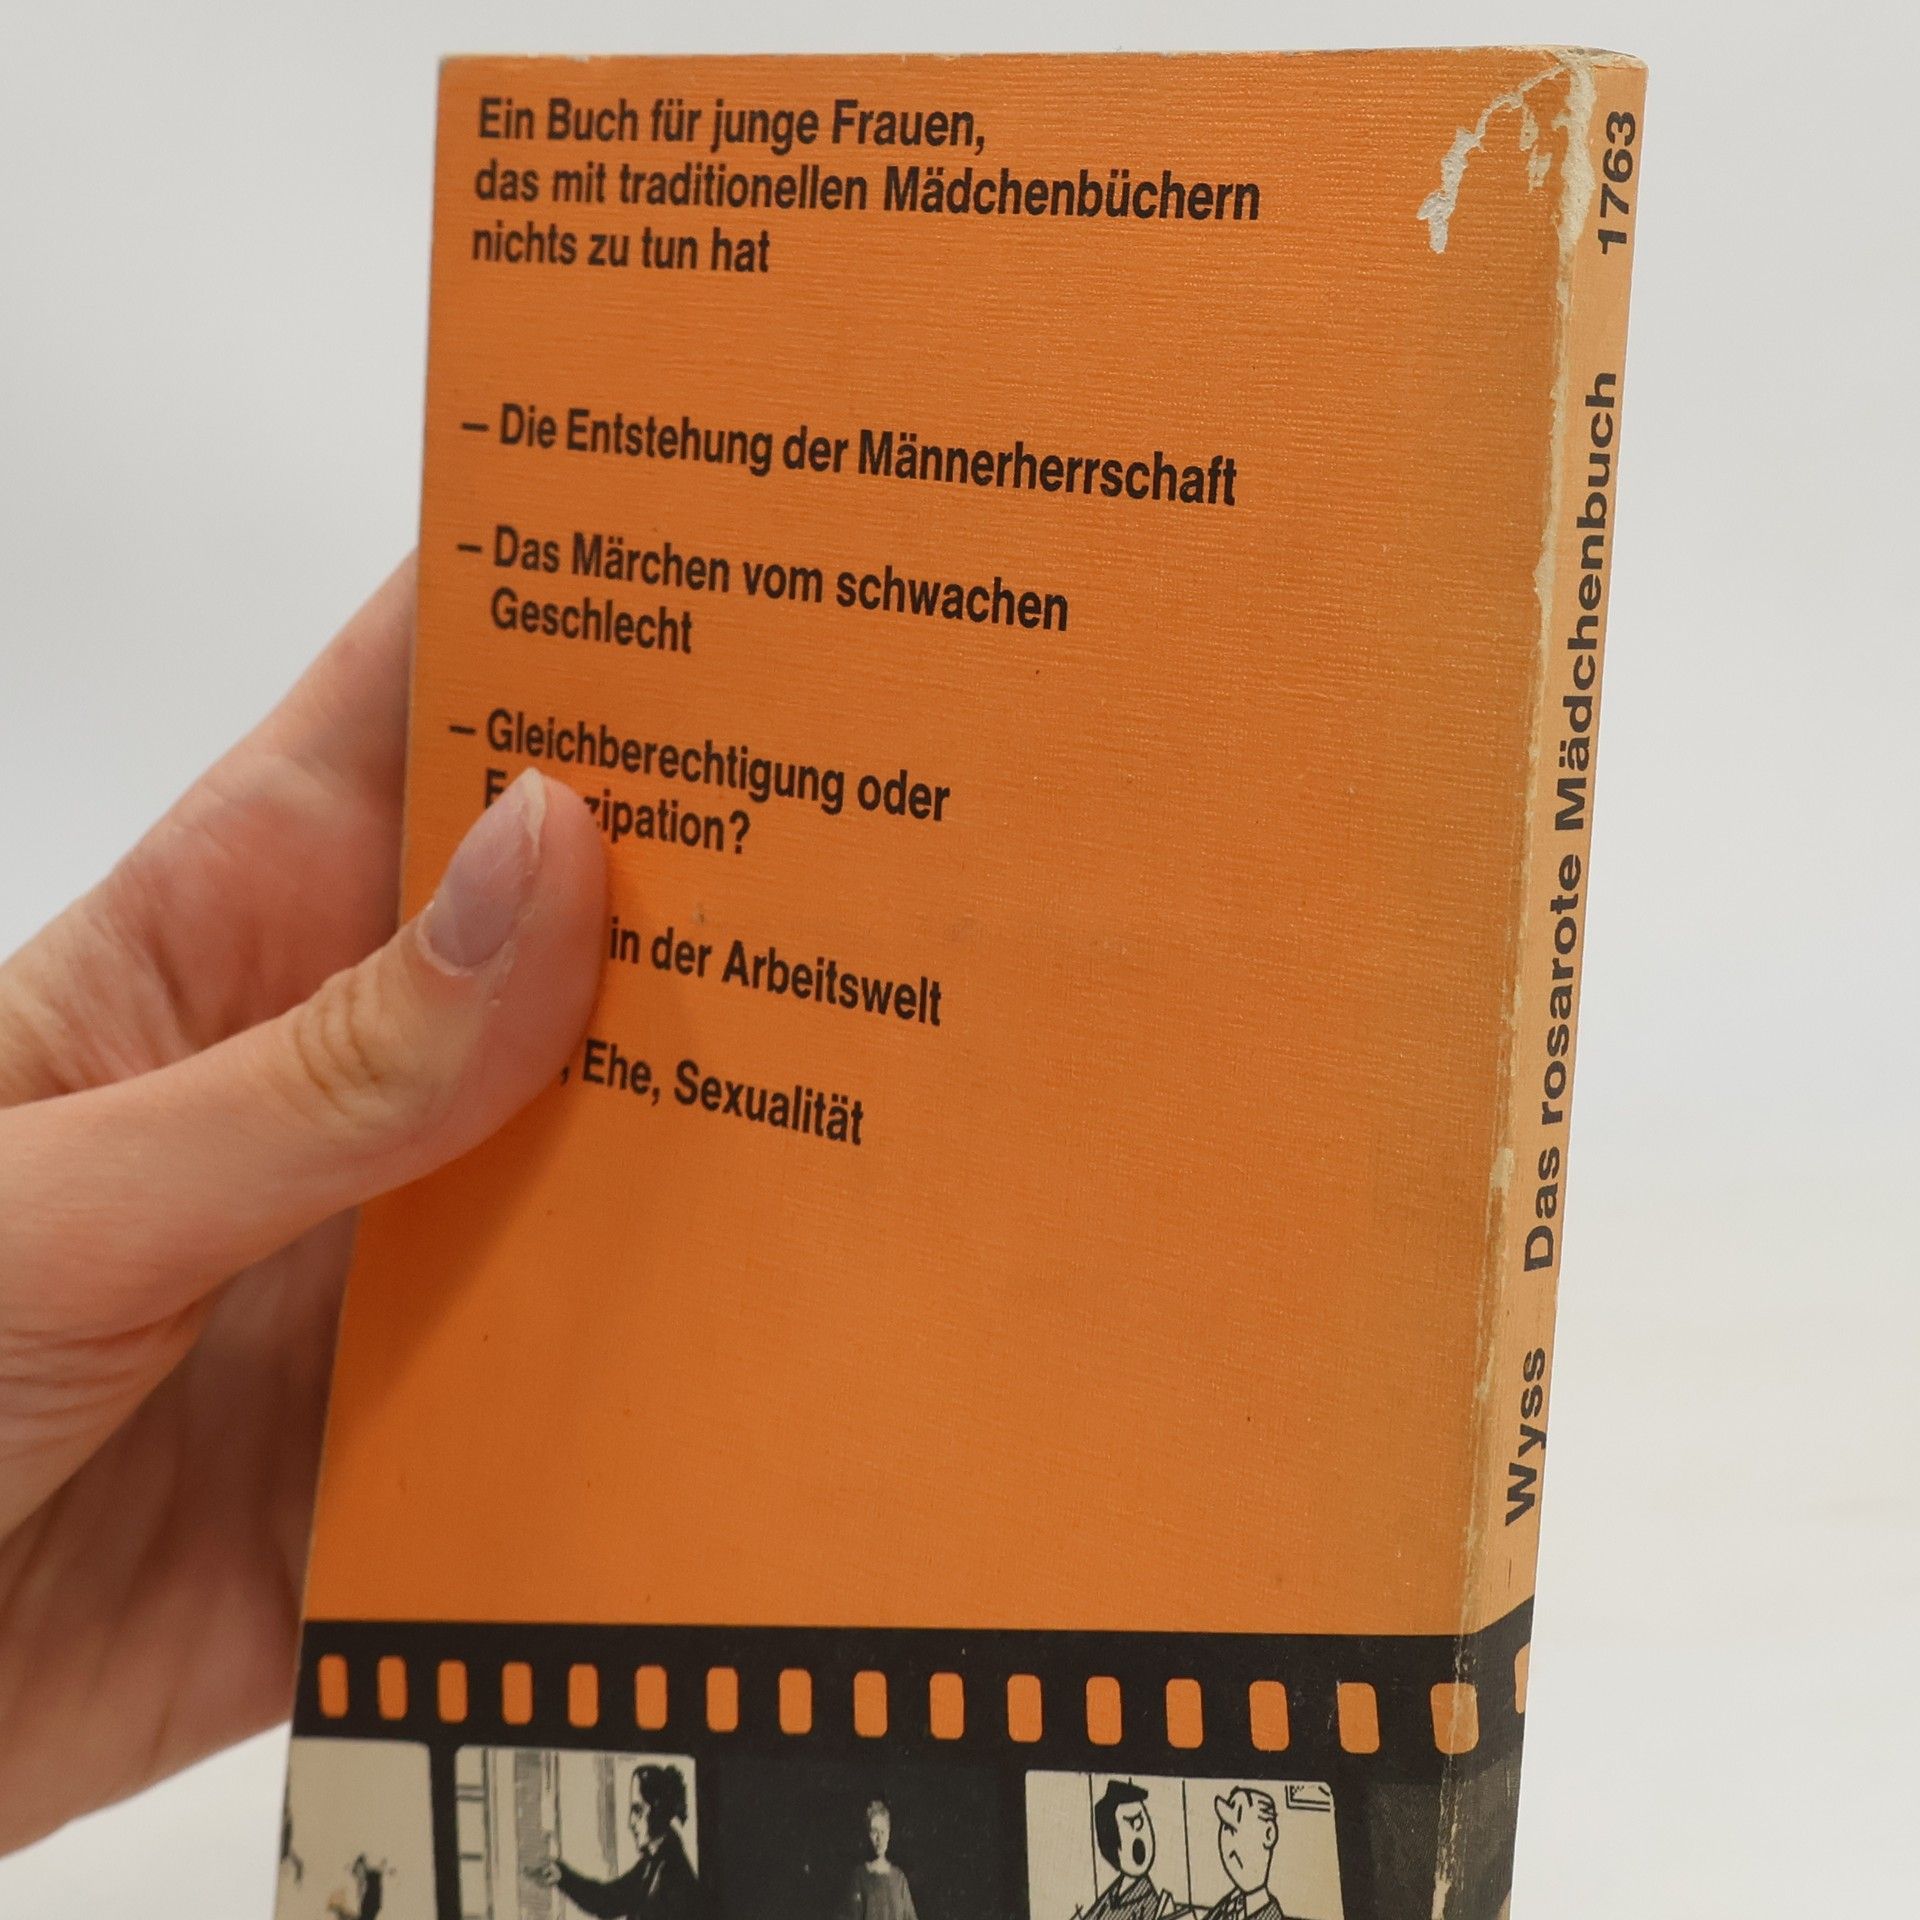 Ein Buch für junge Frauen,
das mit traditionellen Mädchenbüchern
nichts zu tun hat
– Die Entstehung der Männerherrschaft
– Das Märchen vom schwachen
Geschlecht
– Gleichberechtigung oder
zipation?
in der Arbeitswelt
, Ehe, Sexualität
Wyss Das rosarote Mädchenbuch 1763